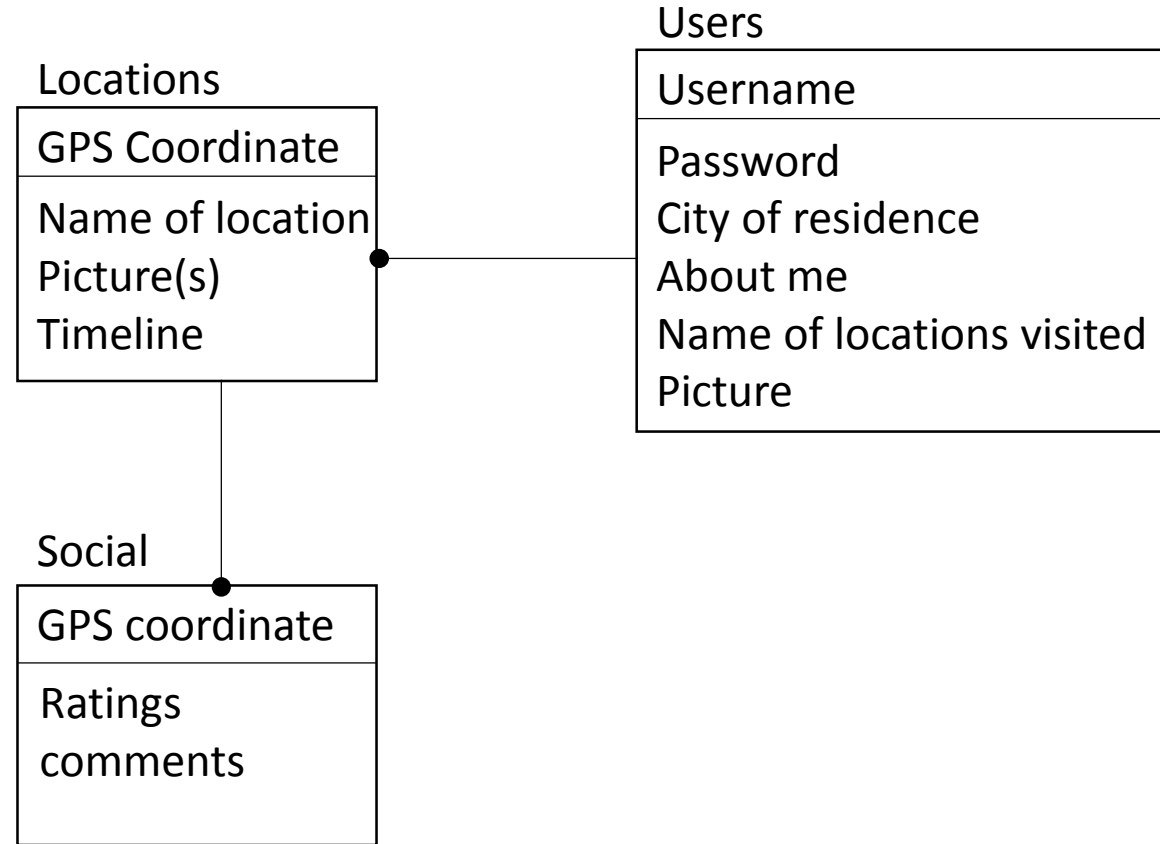 Locations
GPS Coordinate
Name of location
Picture(s)
Timeline
Users
Username
Password
City of residence
About me
Name of locations visited
Picture
Social
GPS coordinate
Ratings
comments